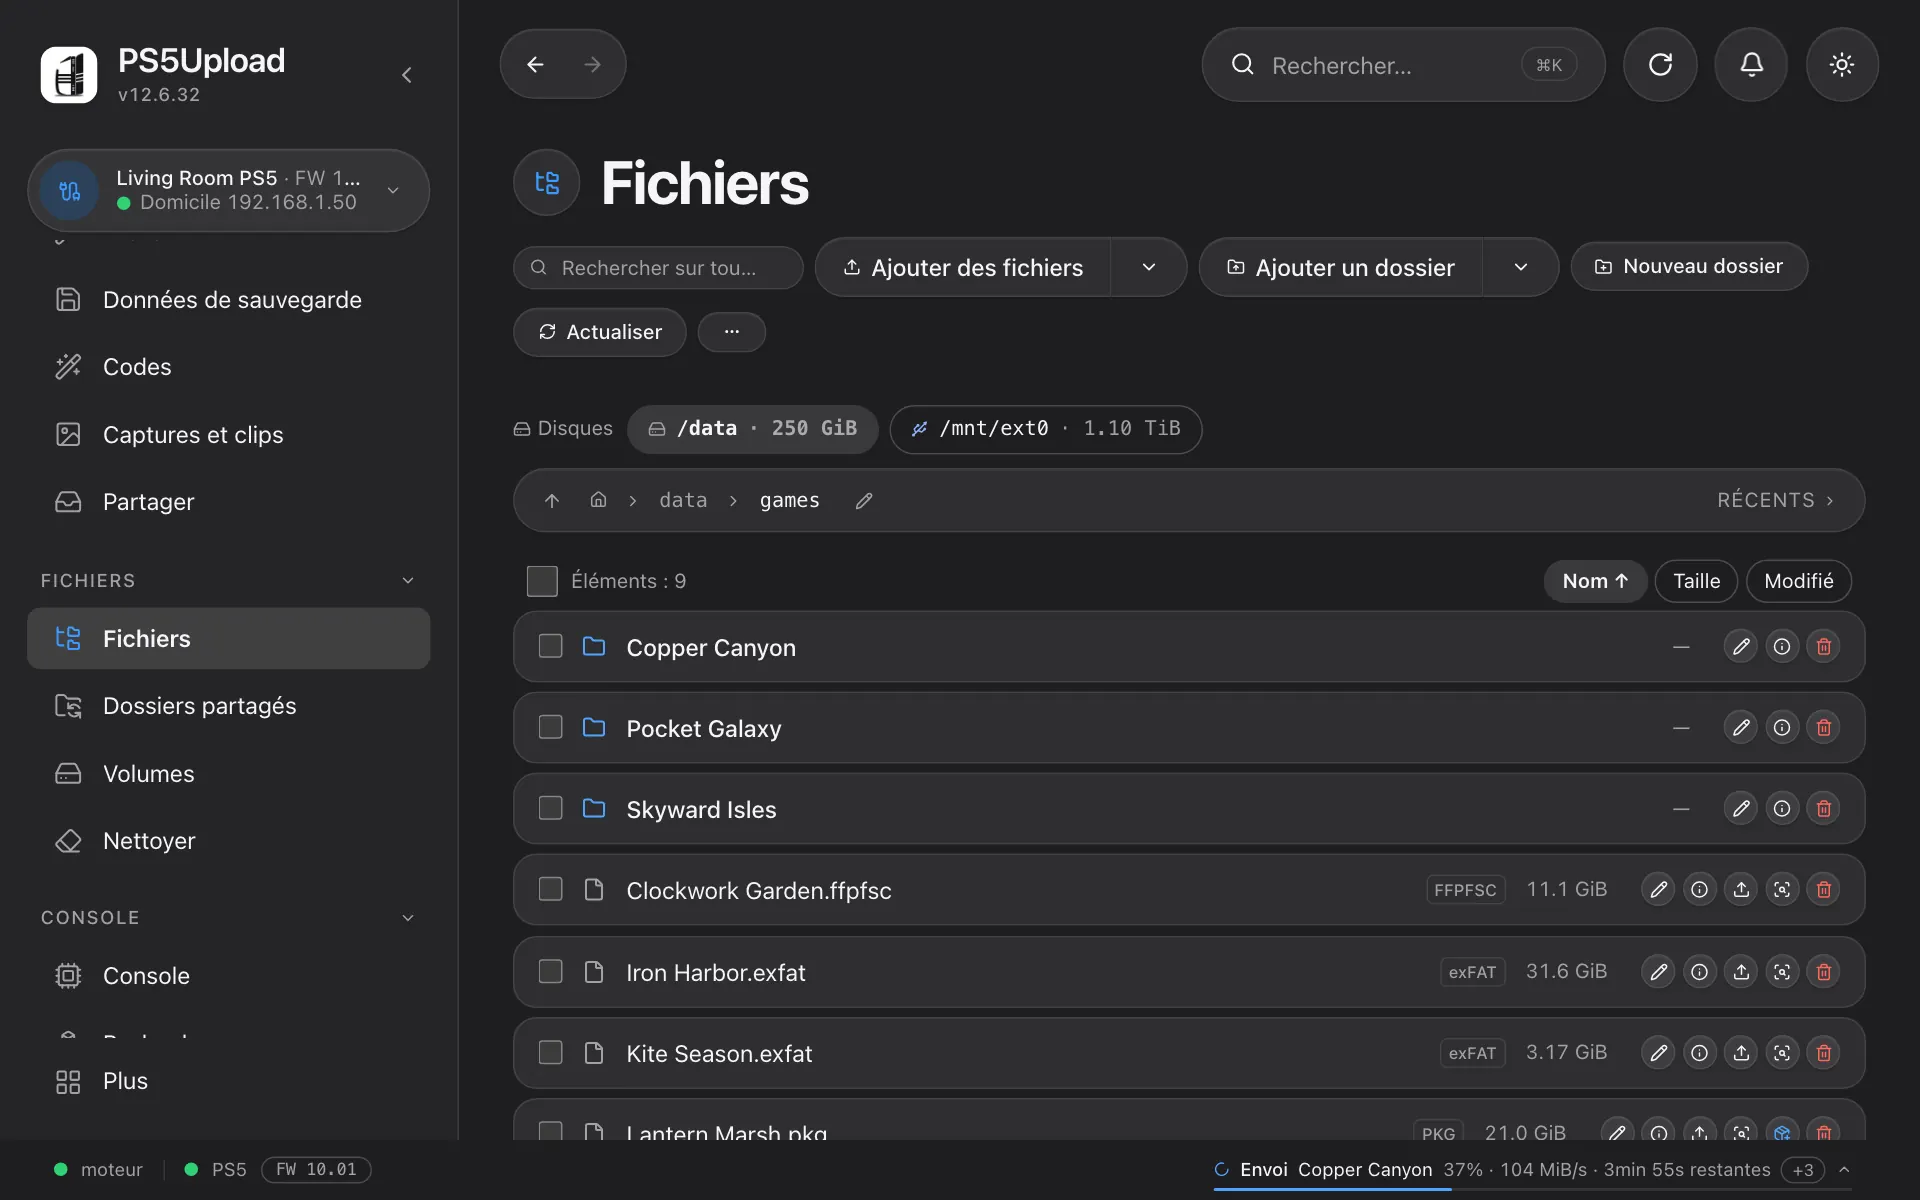 PS5Upload
v12.6.32
Living Room PS5 · FW 1...
Domicile 192.168.1.50
Données de sauvegarde
Codes
Captures et clips
Partager
FICHIERS
Fichiers
Dossiers partagés
Volumes
Nettoyer
CONSOLE
Console
Plus
Rechercher...
⌘K
Fichiers
Rechercher sur tou...
Ajouter des fichiers
Ajouter un dossier
Nouveau dossier
Actualiser
Disques
/data · 250 GiB
/mnt/ext0 · 1.10 TiB
data
games
RÉCENTS
Éléments : 9
Nom ↑
Taille
Modifié
Copper Canyon —
Pocket Galaxy —
Skyward Isles —
Clockwork Garden.ffpfsc FFPFSC 11.1 GiB
Iron Harbor.exfat exFAT 31.6 GiB
Kite Season.exfat exFAT 3.17 GiB
Lantern Marsh.pkg PKG 21.0 GiB
moteur
PS5
FW 10.01
Envoi Copper Canyon 37% · 104 MiB/s · 3min 55s restantes +3